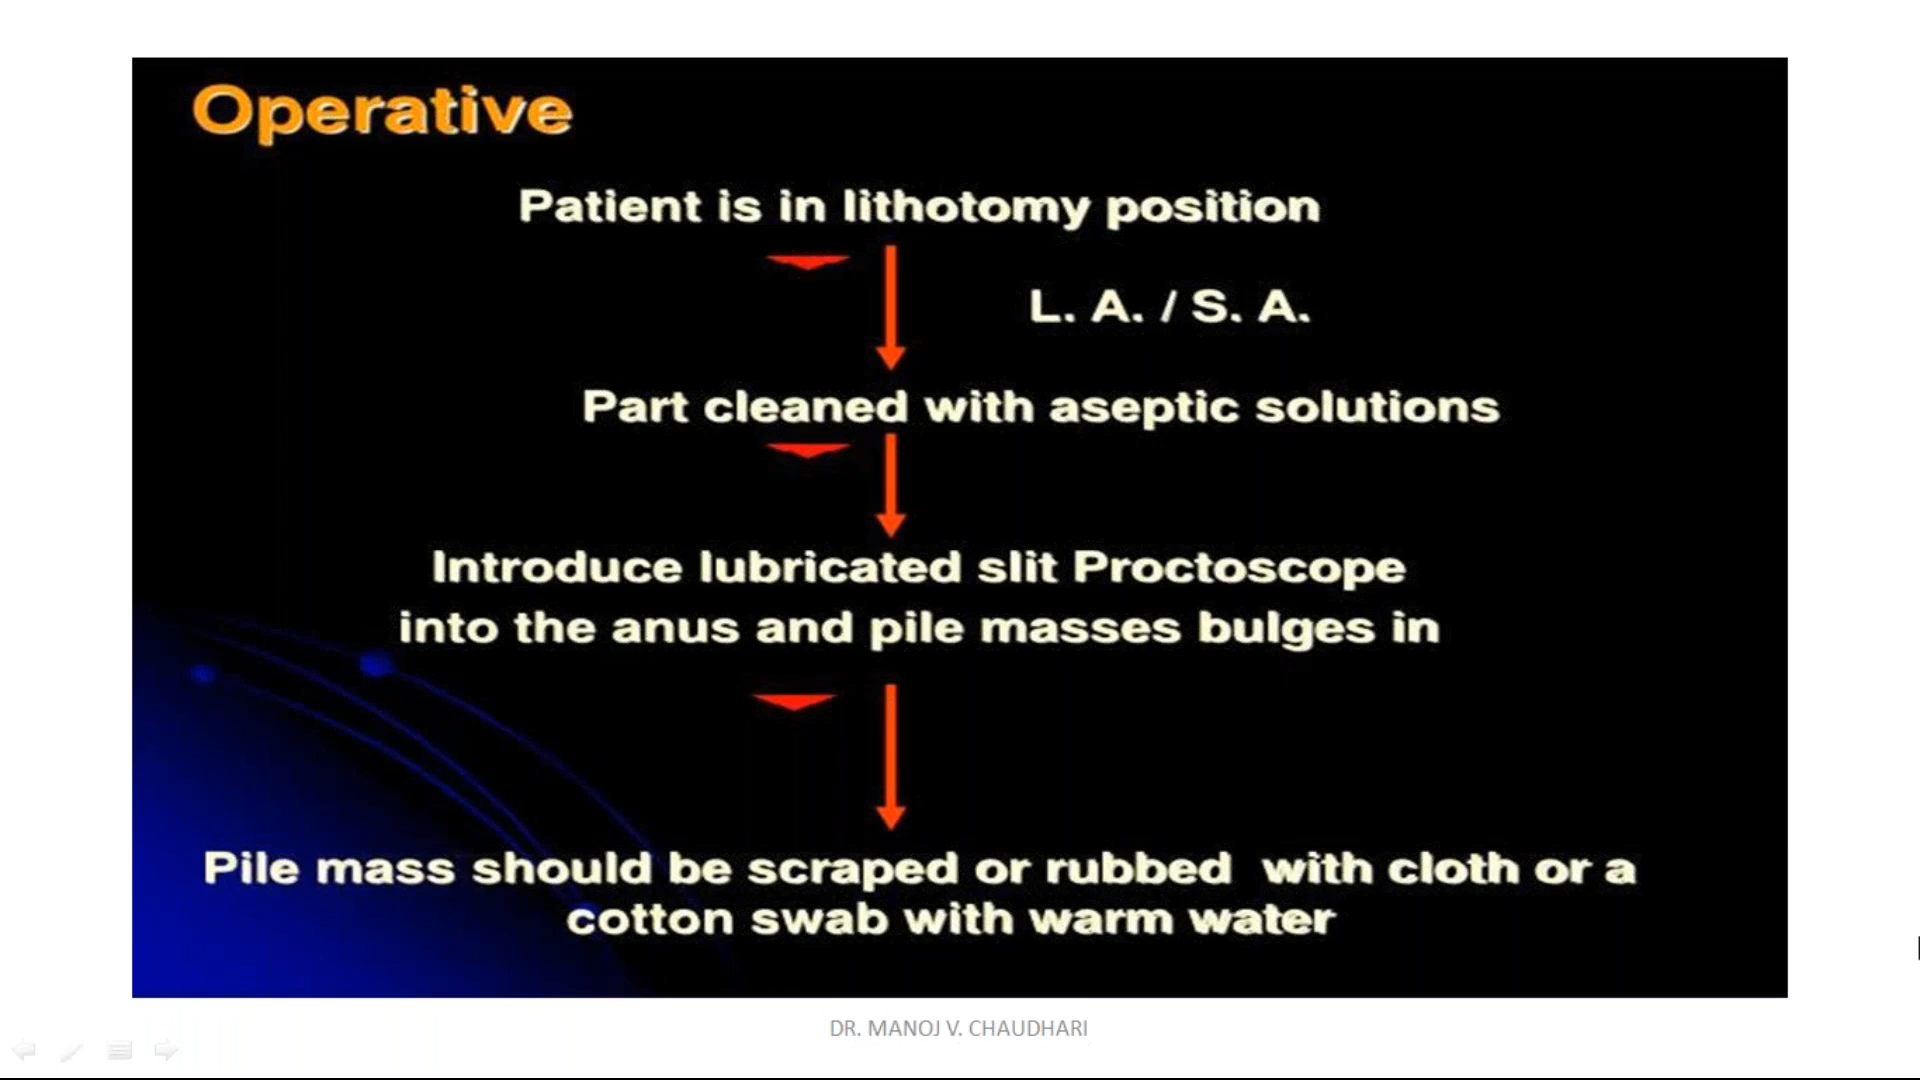 Operative
Patient is in lithotomy position
L. A. / S. A.
Part cleaned with aseptic solutions
Introduce lubricated slit Proctoscope
into the anus and pile masses bulges in
Pile mass should be scraped or rubbed with cloth or a
cotton swab with warm water
DR. MANOJ V. CHAUDHARI